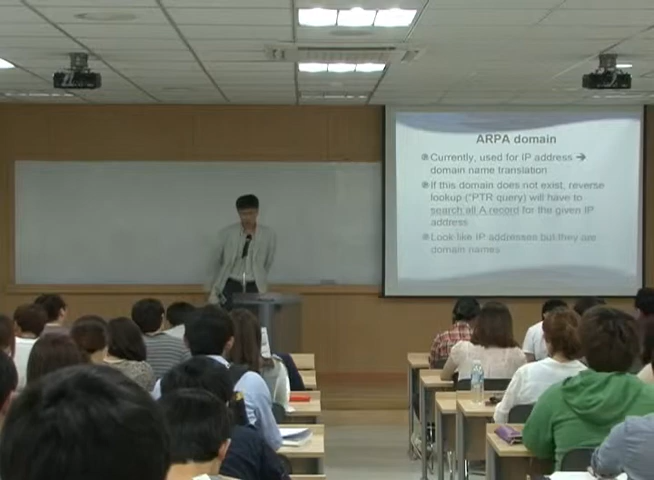 ARPA domain
Currently, used for IP address ➔
domain name translation
If this domain does not exist, reverse
lookup ("PTR query) will have to
search all A record for the given IP
address
Look like IP addresses but they are
domain names